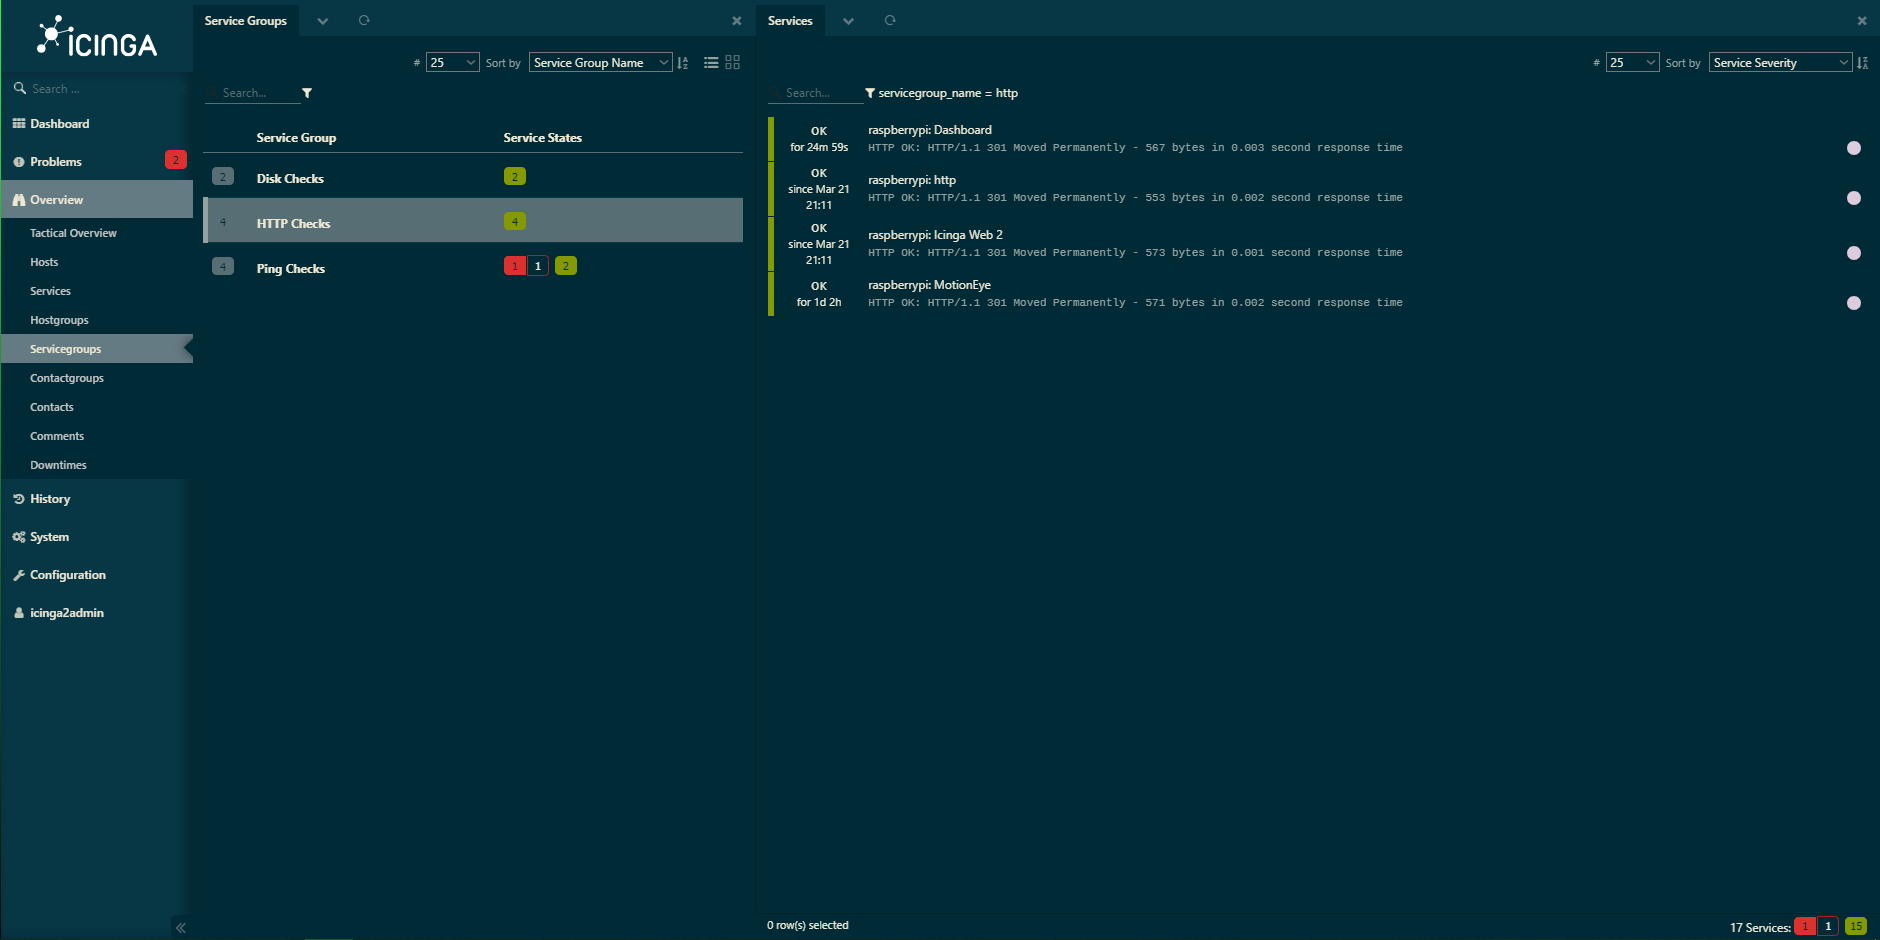 ICINGA
Search ...
Dashboard
Problems 2
Overview
Tactical Overview
Hosts
Services
Hostgroups
Servicegroups
Contactgroups
Contacts
Comments
Downtimes
History
System
Configuration
icinga2admin
Service Groups
# 25 Sort by Service Group Name
Search...
Service Group Service States
2 Disk Checks 2
4 HTTP Checks 4
4 Ping Checks 1 1 2
Services
# 25 Sort by Service Severity
Search... servicegroup_name = http
OK
for 24m 59s
raspberrypi: Dashboard
HTTP OK: HTTP/1.1 301 Moved Permanently - 567 bytes in 0.003 second response time
OK
since Mar 21
21:11
raspberrypi: http
HTTP OK: HTTP/1.1 301 Moved Permanently - 553 bytes in 0.002 second response time
OK
since Mar 21
21:11
raspberrypi: Icinga Web 2
HTTP OK: HTTP/1.1 301 Moved Permanently - 573 bytes in 0.001 second response time
OK
for 1d 2h
raspberrypi: MotionEye
HTTP OK: HTTP/1.1 301 Moved Permanently - 571 bytes in 0.002 second response time
0 row(s) selected
17 Services: 1 1 15